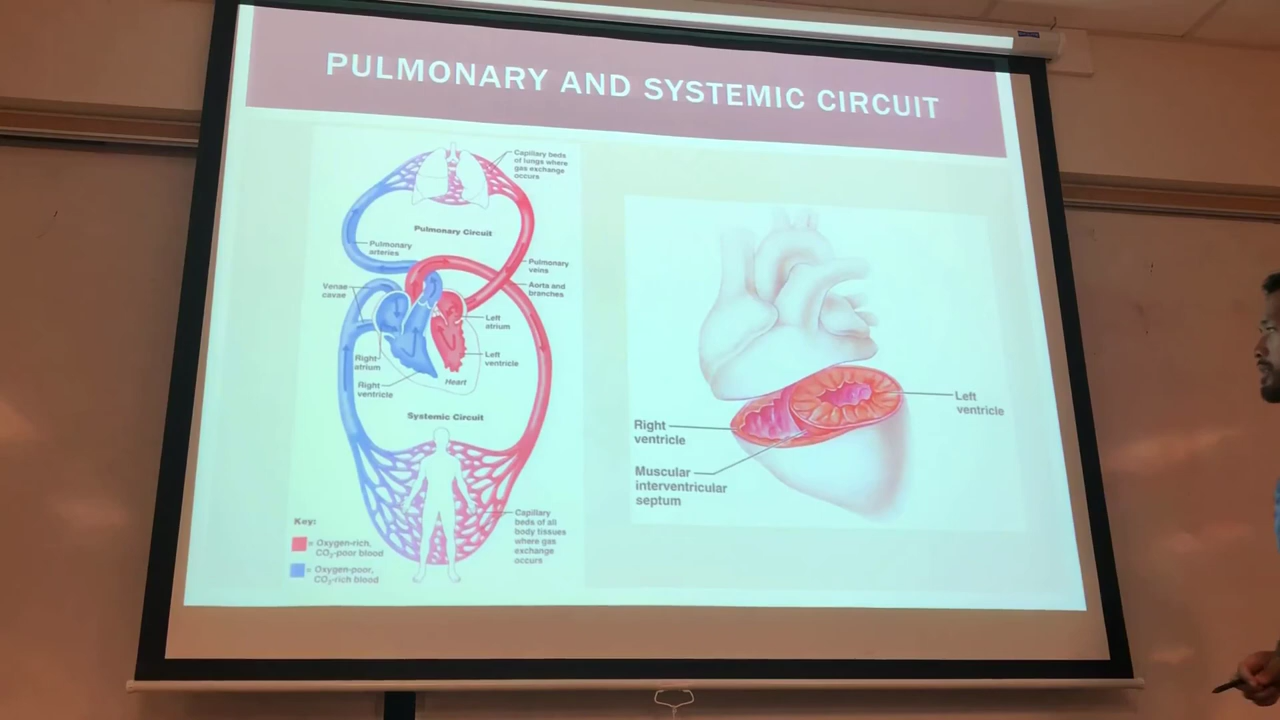 PULMONARY AND SYSTEMIC CIRCUIT
Capillary beds
of lungs where
gas exchange
occurs
Pulmonary Circuit
Pulmonary
arteries
Pulmonary
veins
Venae
cavae
Aorta and
branches
Left
atrium
Right
atrium
Left
ventricle
Right
ventricle
Heart
Systemic Circuit
Capillary
beds of all
body tissues
where gas
exchange
occurs
Key:
= Oxygen-rich,
CO₂-poor blood
= Oxygen-poor,
CO₂-rich blood
Left
ventricle
Right
ventricle
Muscular
interventricular
septum